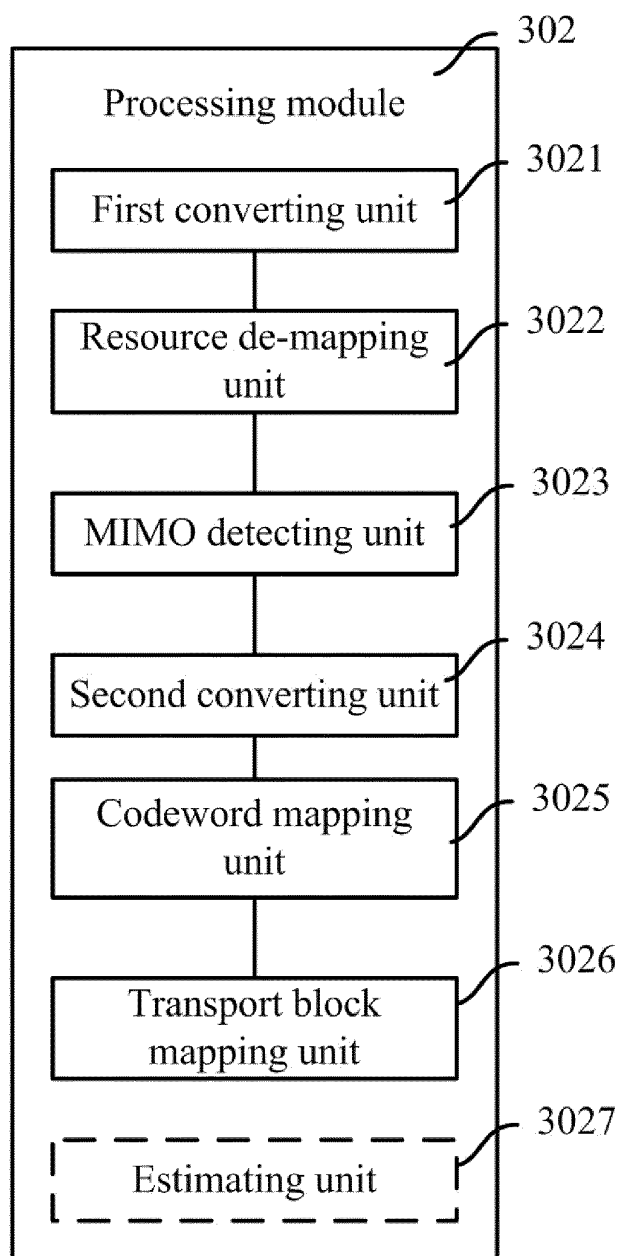 302
Processing module
3021
First converting unit
3022
Resource de-mapping
unit
3023
MIMO detecting unit
3024
Second converting unit
3025
Codeword mapping
unit
3026
Transport block
mapping unit
3027
Estimating unit